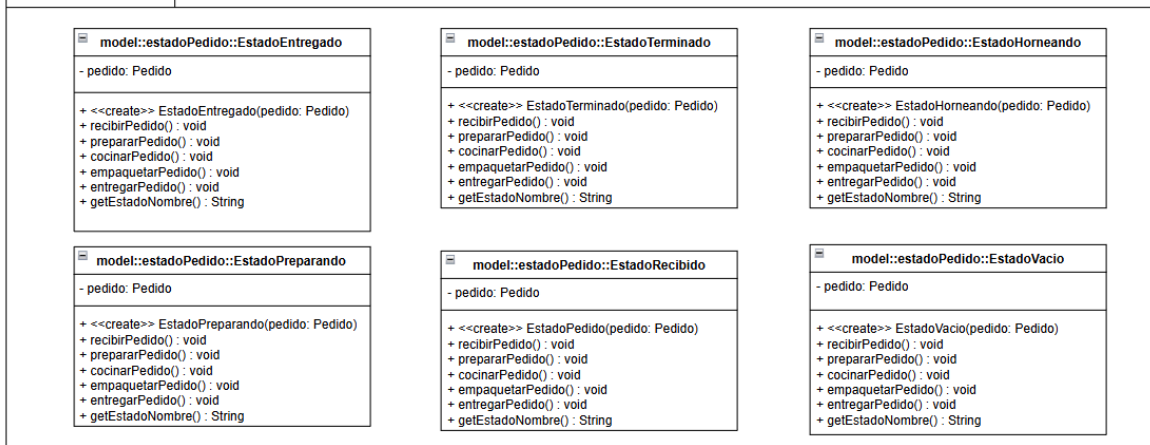 model::estadoPedido::EstadoEntregado
- pedido: Pedido
+ <<create>> EstadoEntregado(pedido: Pedido)
+ recibirPedido() : void
+ prepararPedido() : void
+ cocinarPedido() : void
+ empaquetarPedido() : void
+ entregarPedido() : void
+ getEstadoNombre() : String
model::estadoPedido::EstadoTerminado
- pedido: Pedido
+ <<create>> EstadoTerminado(pedido: Pedido)
+ recibirPedido() : void
+ prepararPedido() : void
+ cocinarPedido() : void
+ empaquetarPedido() : void
+ entregarPedido() : void
+ getEstadoNombre() : String
model::estadoPedido::EstadoHorneando
- pedido: Pedido
+ <<create>> EstadoHorneando(pedido: Pedido)
+ recibirPedido() : void
+ prepararPedido() : void
+ cocinarPedido() : void
+ empaquetarPedido() : void
+ entregarPedido() : void
+ getEstadoNombre() : String
model::estadoPedido::EstadoPreparando
- pedido: Pedido
+ <<create>> EstadoPreparando(pedido: Pedido)
+ recibirPedido() : void
+ prepararPedido() : void
+ cocinarPedido() : void
+ empaquetarPedido() : void
+ entregarPedido() : void
+ getEstadoNombre() : String
model::estadoPedido::EstadoRecibido
- pedido: Pedido
+ <<create>> EstadoPedido(pedido: Pedido)
+ recibirPedido() : void
+ prepararPedido() : void
+ cocinarPedido() : void
+ empaquetarPedido() : void
+ entregarPedido() : void
+ getEstadoNombre() : String
model::estadoPedido::EstadoVacio
- pedido: Pedido
+ <<create>> EstadoVacio(pedido: Pedido)
+ recibirPedido() : void
+ prepararPedido() : void
+ cocinarPedido() : void
+ empaquetarPedido() : void
+ entregarPedido() : void
+ getEstadoNombre() : String